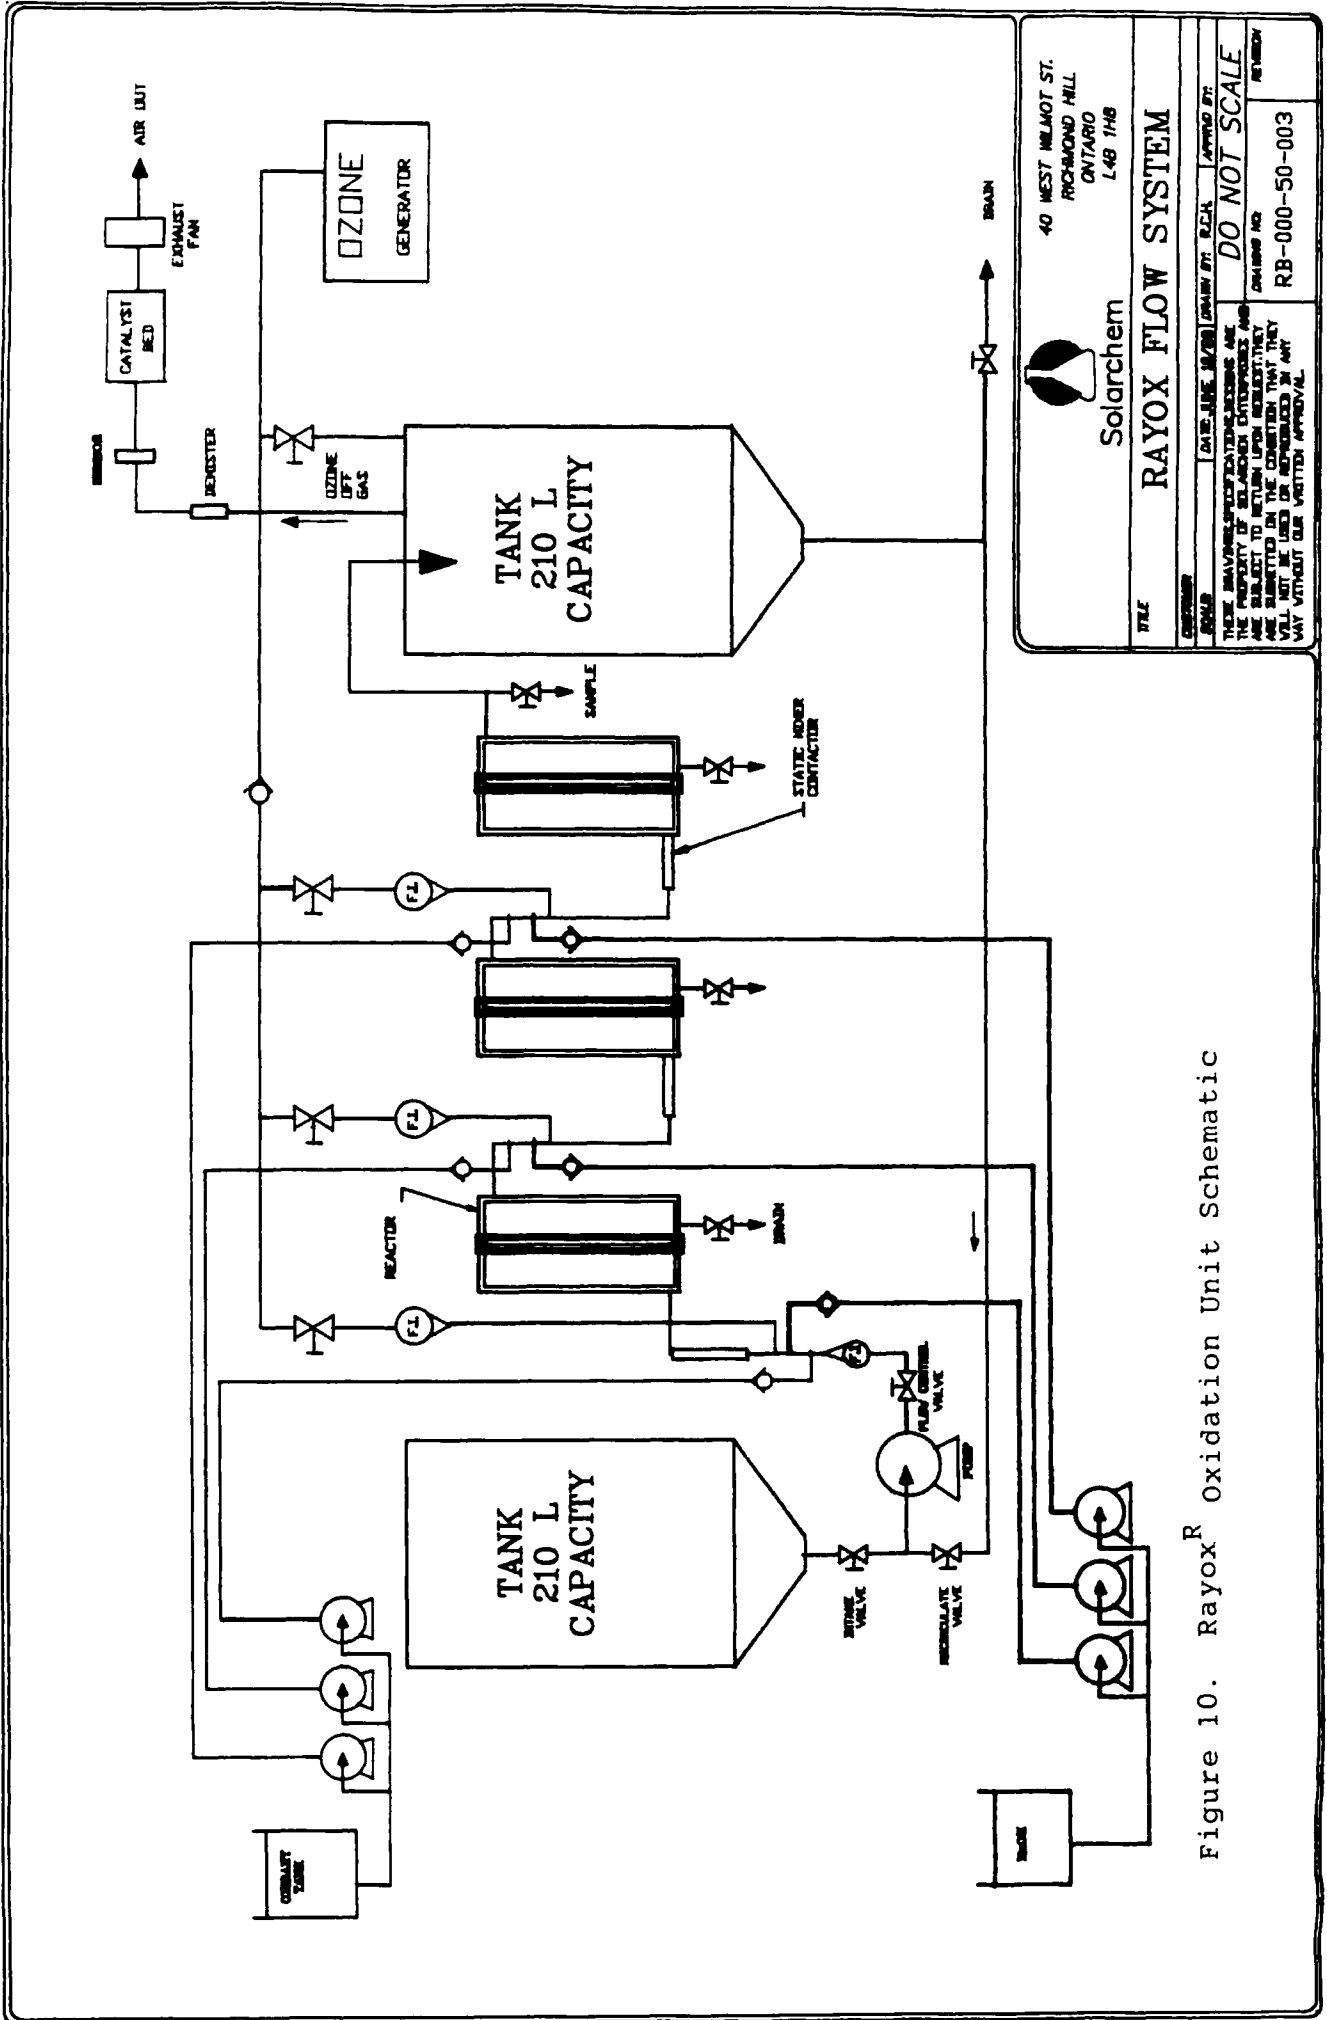 AIR OUT
EXHAUST
FAN
CATALYST
BED
DEMISTER
OZONE
GENERATOR
OZONE
OFF
GAS
TANK
210 L
CAPACITY
SAMPLE
STATIC MIXER
CONTACTOR
F.I.
F.I.
F.I.
REACTOR
DRAIN
DRAIN
F.I.
FLOW CONTROL
VALVE
PUMP
TANK
210 L
CAPACITY
INTAKE
VALVE
RECIRCULATE
VALVE
TANK
40 WEST WILMOT ST.
RICHMOND HILL
ONTARIO
L4B 1H8
Solarchem
TITLE
RAYOX FLOW SYSTEM
CUSTOMER
SCALE
DATE: JUNE
DRAWN BY: R.C.H.
APPRVD BY:
THESE DRAWINGS, SPECIFICATIONS, DESIGNS ARE
THE PROPERTY OF SOLARCHEM ENTERPRISES AND
ARE SUBJECT TO RETURN UPON REQUEST. THEY
ARE SUBMITTED ON THE CONDITION THAT THEY
WILL NOT BE USED OR REPRODUCED IN ANY
WAY WITHOUT OUR WRITTEN APPROVAL.
DO NOT SCALE
DRAWING NO:
RB-000-50-003
REVISION
Figure 10. Rayox^R Oxidation Unit Schematic